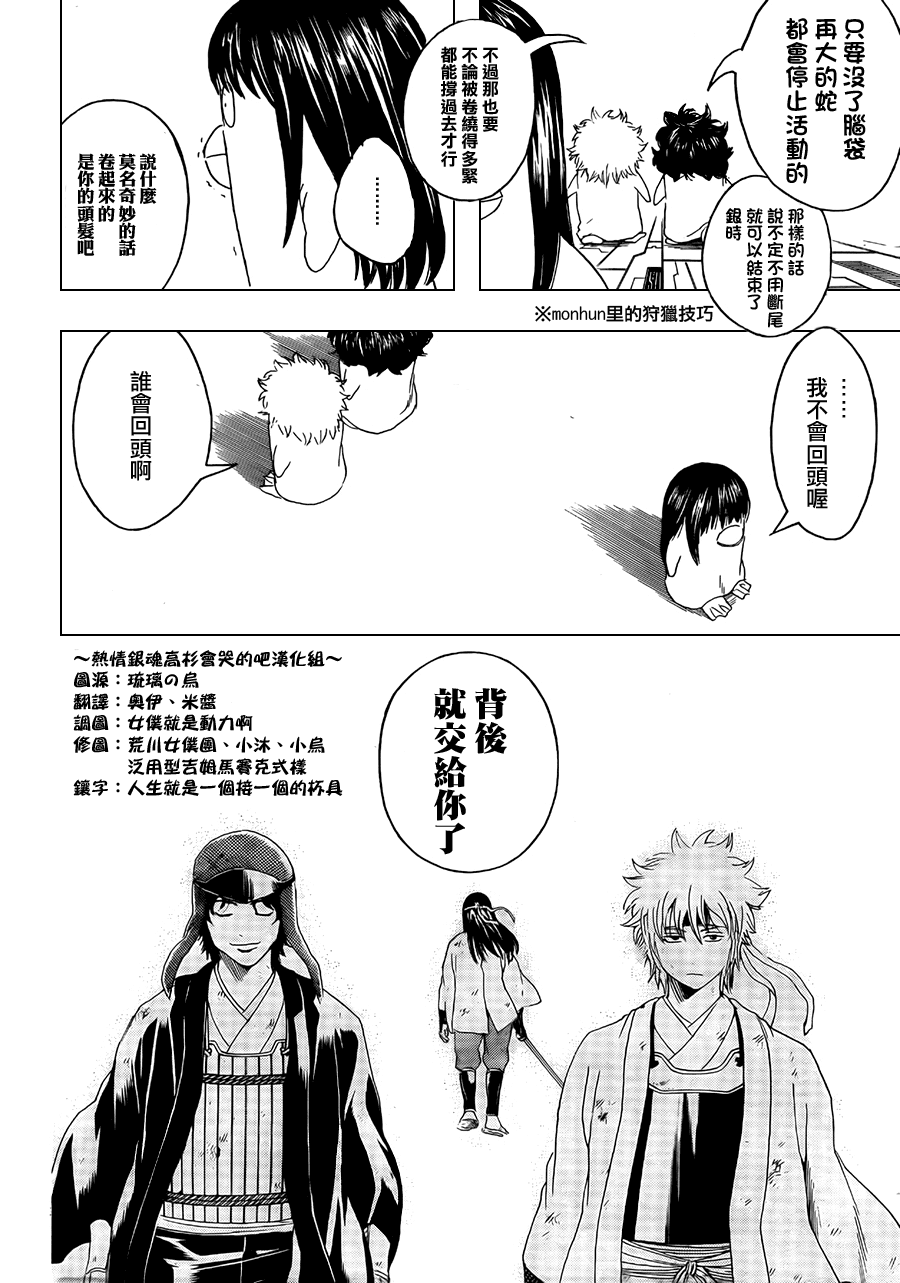 只要沒了腦袋
再大的蛇
都會停止活動的
那樣的話
說不定不用斷尾
就可以結束了
銀時
不過那也要
不論被卷繞得多緊
都能撐過去才行
………
說什麼
莫名奇妙的話
卷起來的
是你的頭髮吧
※monhun里的狩獵技巧
……
我不會回頭喔
誰會回頭啊
背後
就交給你了
～熱情銀魂高杉會哭的吧漢化組～
圖源：琉璃の鳥
翻譯：奥伊、米醬
調圖：女僕就是動力啊
修圖：荒川女僕團、小沐、小鳥
泛用型吉姆馬賽克式樣
鑲字：人生就是一個接一個的杯具